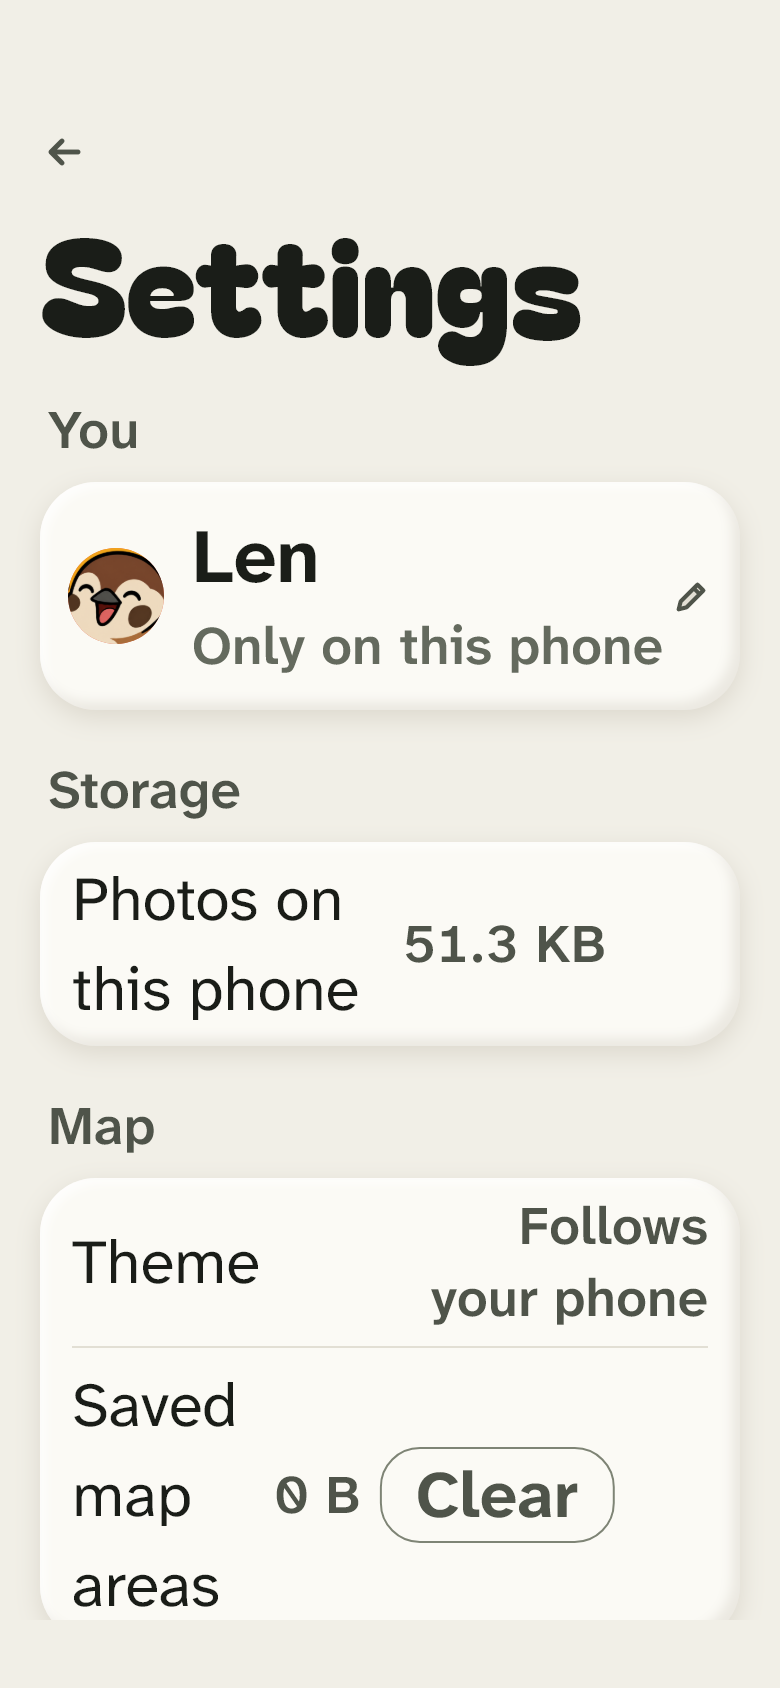 Settings
You
Len
Only on this phone
Storage
Photos on
this phone
51.3 KB
Map
Theme
Follows
your phone
Saved
map
areas
0 B
Clear